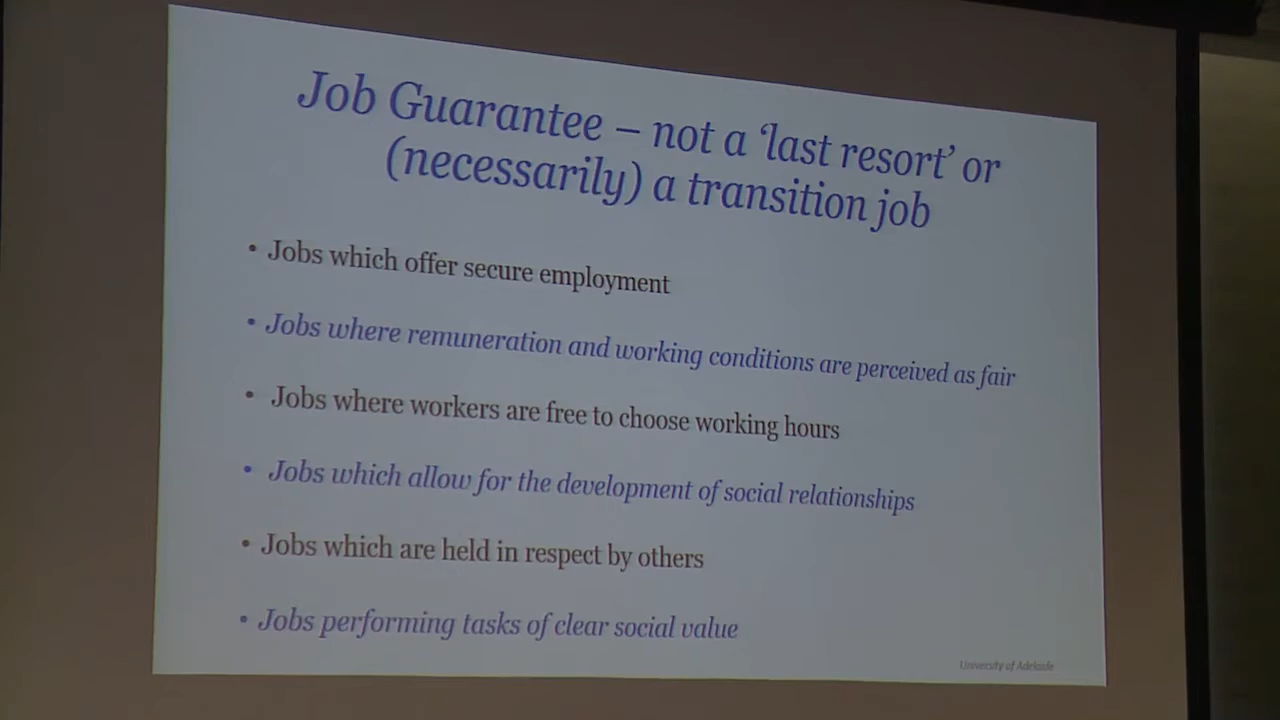 Job Guarantee – not a ‘last resort’ or
(necessarily) a transition job
• Jobs which offer secure employment
• Jobs where remuneration and working conditions are perceived as fair
• Jobs where workers are free to choose working hours
• Jobs which allow for the development of social relationships
• Jobs which are held in respect by others
• Jobs performing tasks of clear social value
University of Adelaide